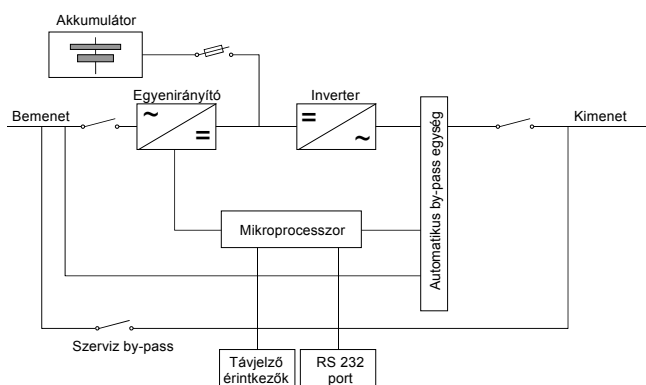 Akkumulátor
Egyenirányító
Inverter
Bemenet
Kimenet
~
=
=
~
Automatikus by-pass egység
Mikroprocesszor
Szerviz by-pass
Távjelző
érintkezők
RS 232
port